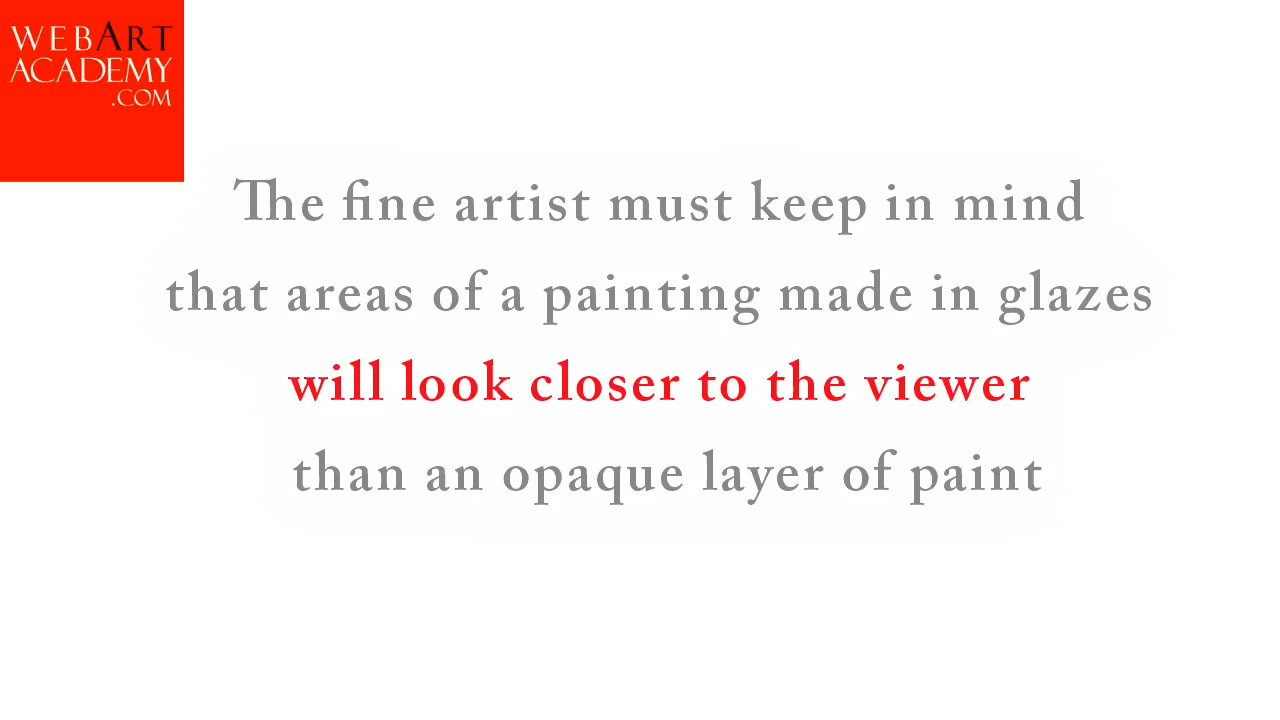 WEBART
ACADEMY
.COM
The fine artist must keep in mind
that areas of a painting made in glazes
will look closer to the viewer
than an opaque layer of paint